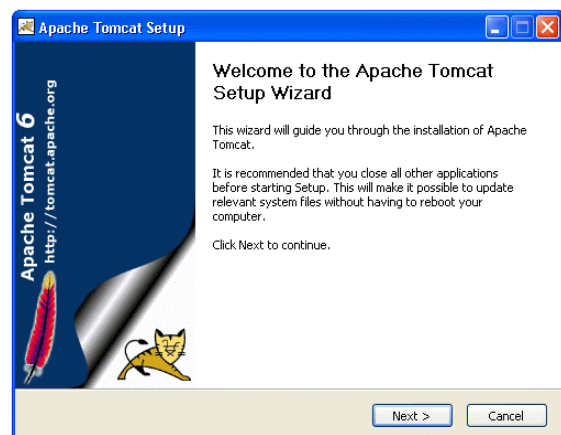 Apache Tomcat Setup
Apache Tomcat 6
http://tomcat.apache.org
Welcome to the Apache Tomcat
Setup Wizard
This wizard will guide you through the installation of Apache
Tomcat.
It is recommended that you close all other applications
before starting Setup. This will make it possible to update
relevant system files without having to reboot your
computer.
Click Next to continue.
Next >
Cancel